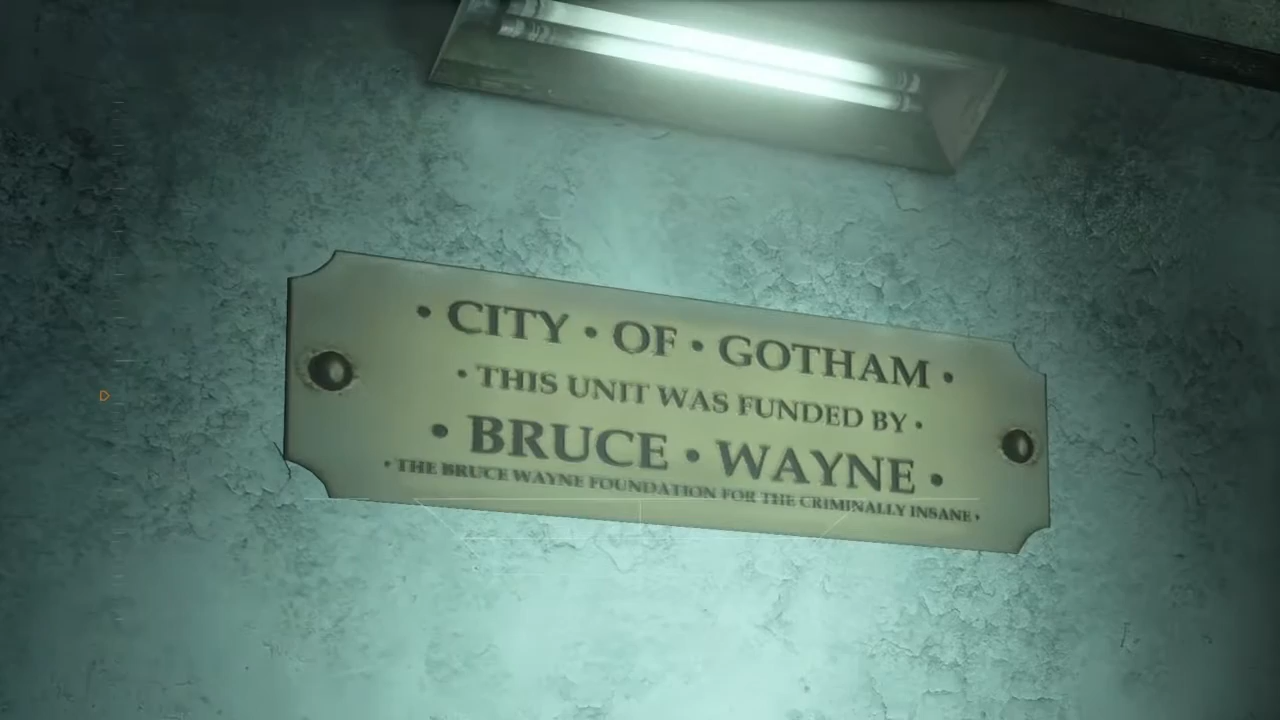 • CITY • OF • GOTHAM •
• THIS UNIT WAS FUNDED BY •
• BRUCE • WAYNE •
• THE BRUCE WAYNE FOUNDATION FOR THE CRIMINALLY INSANE •